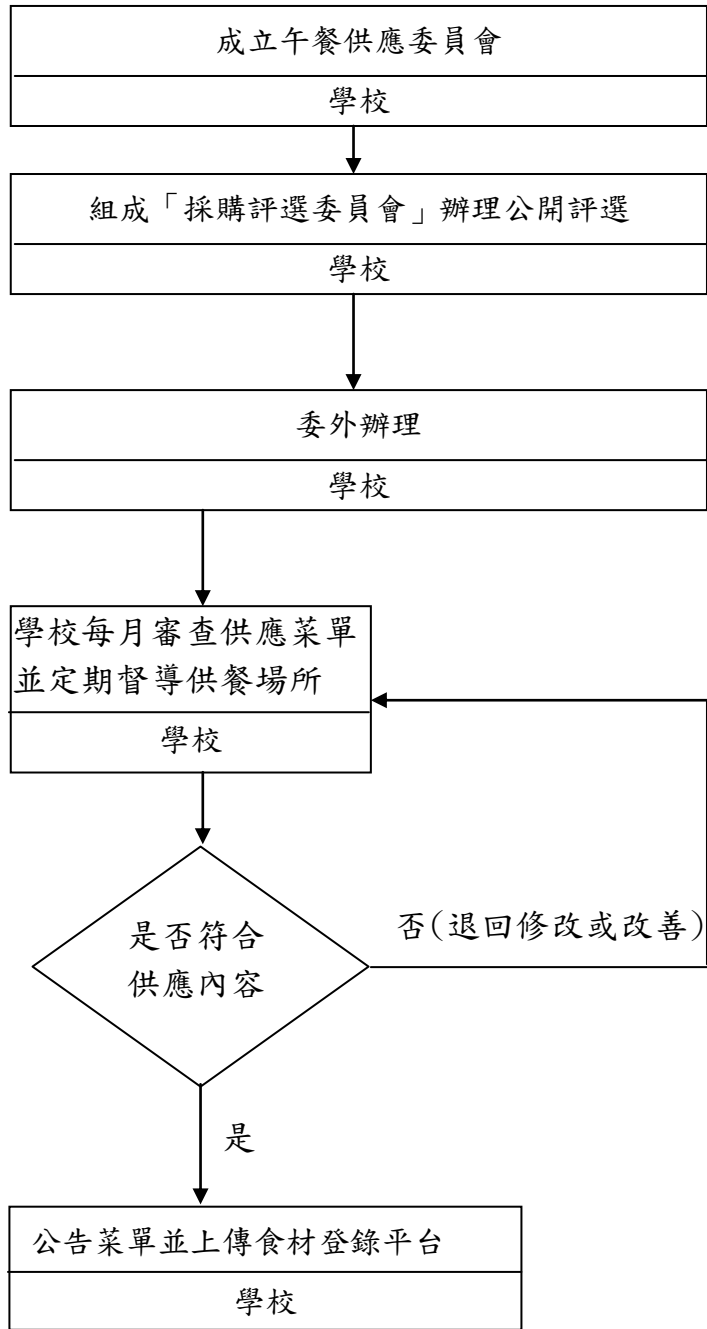 成立午餐供應委員會
學校
組成「採購評選委員會」辦理公開評選
學校
委外辦理
學校
學校每月審查供應菜單
並定期督導供餐場所
學校
是否符合
供應內容
否(退回修改或改善)
是
公告菜單並上傳食材登錄平台
學校